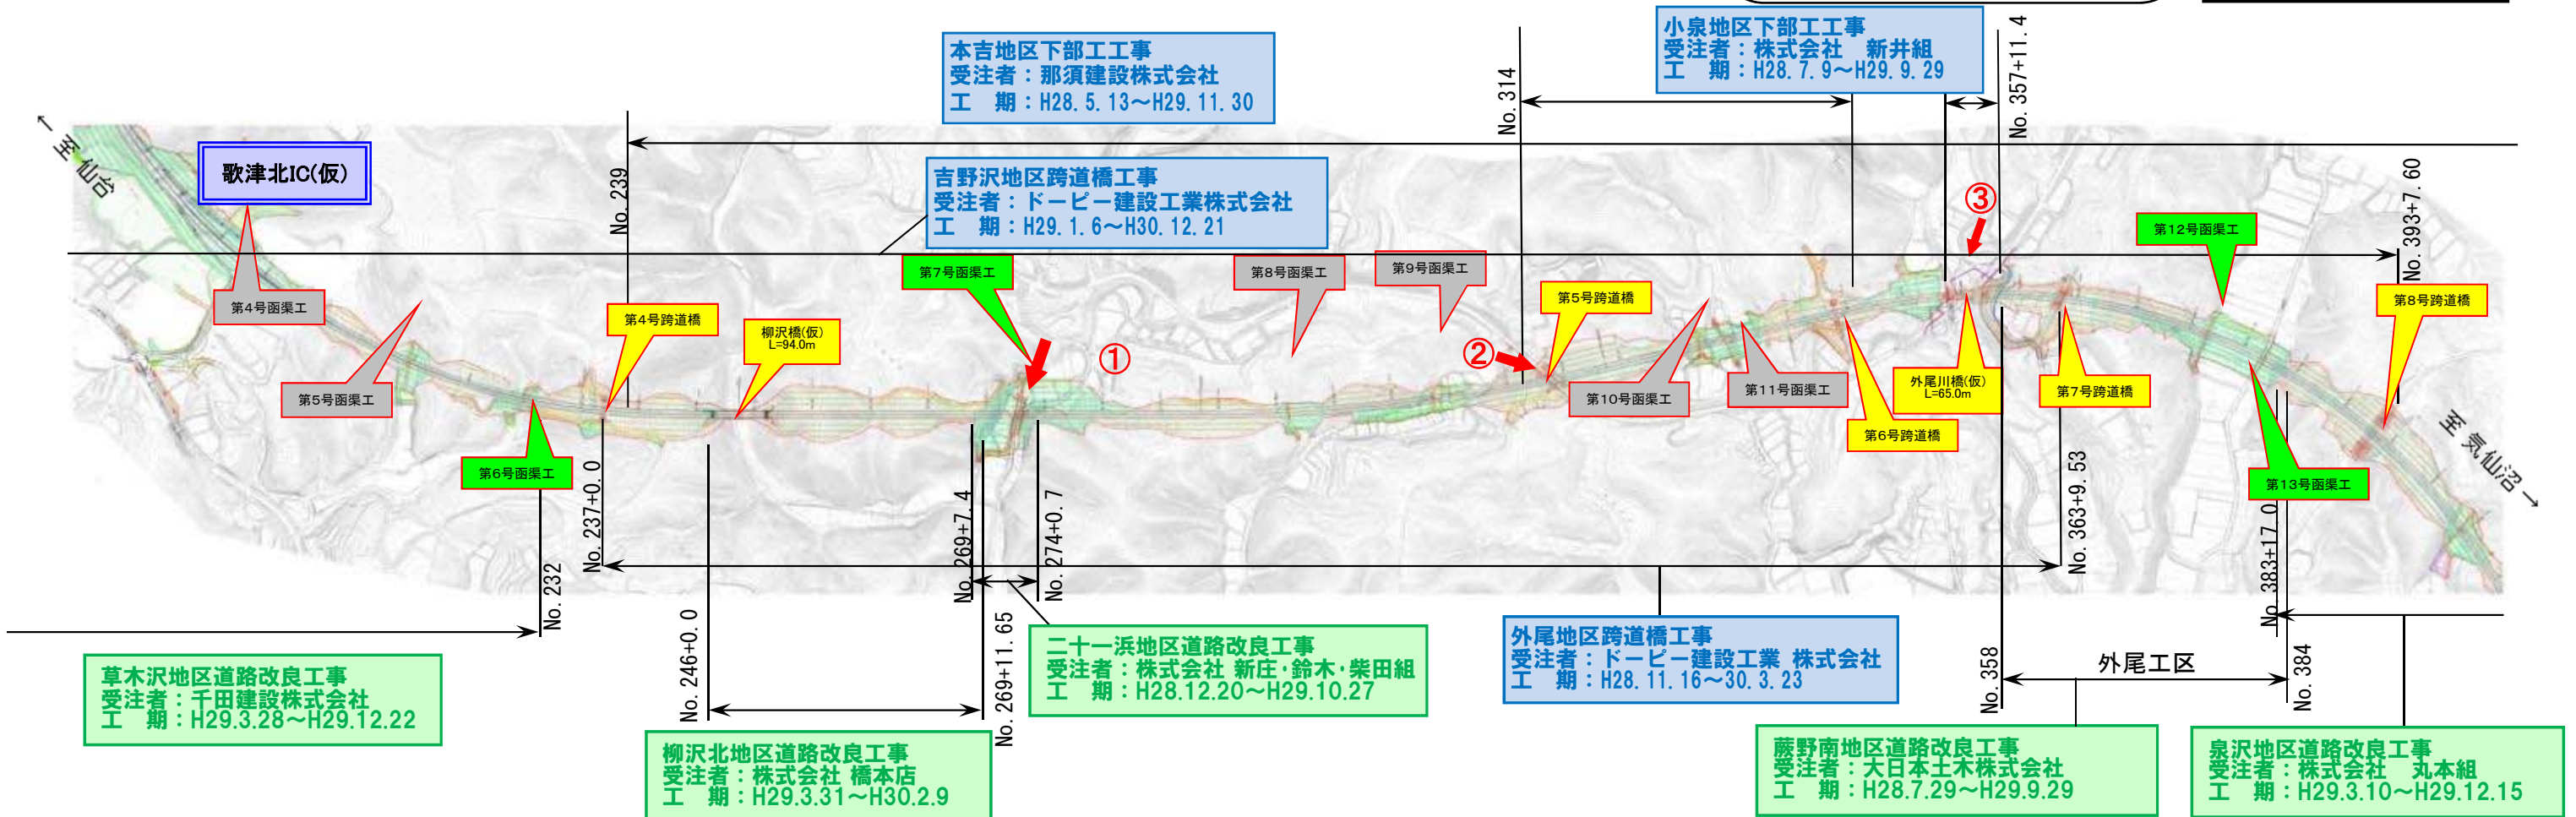 本吉地区下部工工事
受注者：那須建設株式会社
工　期：H28.5.13～H29.11.30
小泉地区下部工工事
受注者：株式会社　新井組
工　期：H28.7.9～H29.9.29
No.314
No.357+11.4
←至 仙台
歌津北IC(仮)
No.239
吉野沢地区跨道橋工事
受注者：ドーピー建設工業株式会社
工　期：H29.1.6～H30.12.21
③
No.393+7.60
第4号函渠工
第5号函渠工
第6号函渠工
第4号跨道橋
柳沢橋(仮)
L=94.0m
第7号函渠工
①
第8号函渠工
第9号函渠工
②
第5号跨道橋
第10号函渠工
第11号函渠工
第6号跨道橋
外尾川橋(仮)
L=65.0m
第7号跨道橋
第12号函渠工
第13号函渠工
第8号跨道橋
至 気仙沼→
No.232
No.237+0.0
No.246+0.0
No.269+7.4
No.269+11.65
No.274+0.7
No.358
No.363+9.53
No.383+17.0
No.384
外尾工区
草木沢地区道路改良工事
受注者：千田建設株式会社
工　期：H29.3.28～H29.12.22
柳沢北地区道路改良工事
受注者：株式会社 橋本店
工　期：H29.3.31～H30.2.9
二十一浜地区道路改良工事
受注者：株式会社 新庄･鈴木･柴田組
工　期：H28.12.20～H29.10.27
外尾地区跨道橋工事
受注者：ドーピー建設工業 株式会社
工　期：H28.11.16～30.3.23
蕨野南地区道路改良工事
受注者：大日本土木株式会社
工　期：H28.7.29～H29.9.29
泉沢地区道路改良工事
受注者：株式会社　丸本組
工　期：H29.3.10～H29.12.15